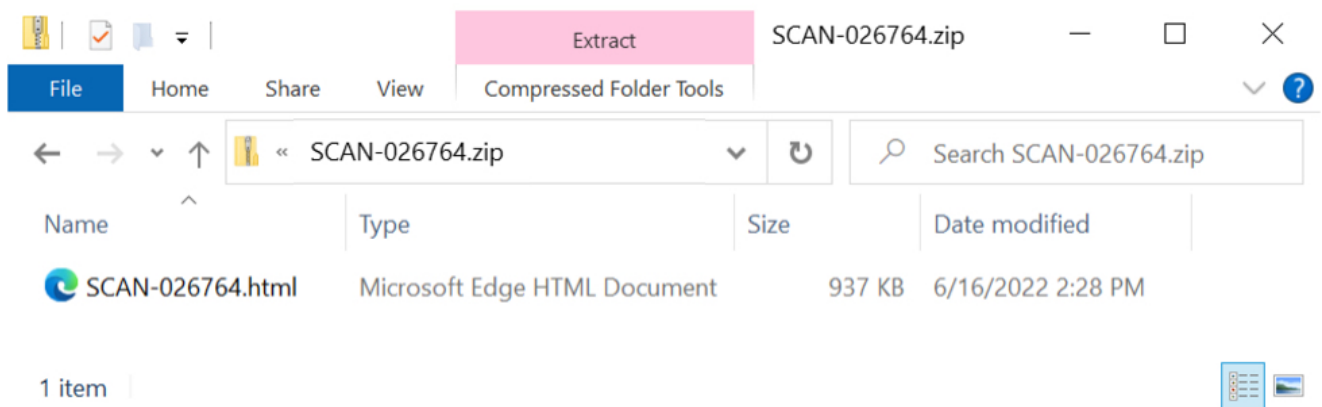 Extract SCAN-026764.zip
File Home Share View Compressed Folder Tools ?
« SCAN-026764.zip Search SCAN-026764.zip
Name Type Size Date modified
SCAN-026764.html Microsoft Edge HTML Document 937 KB 6/16/2022 2:28 PM
1 item